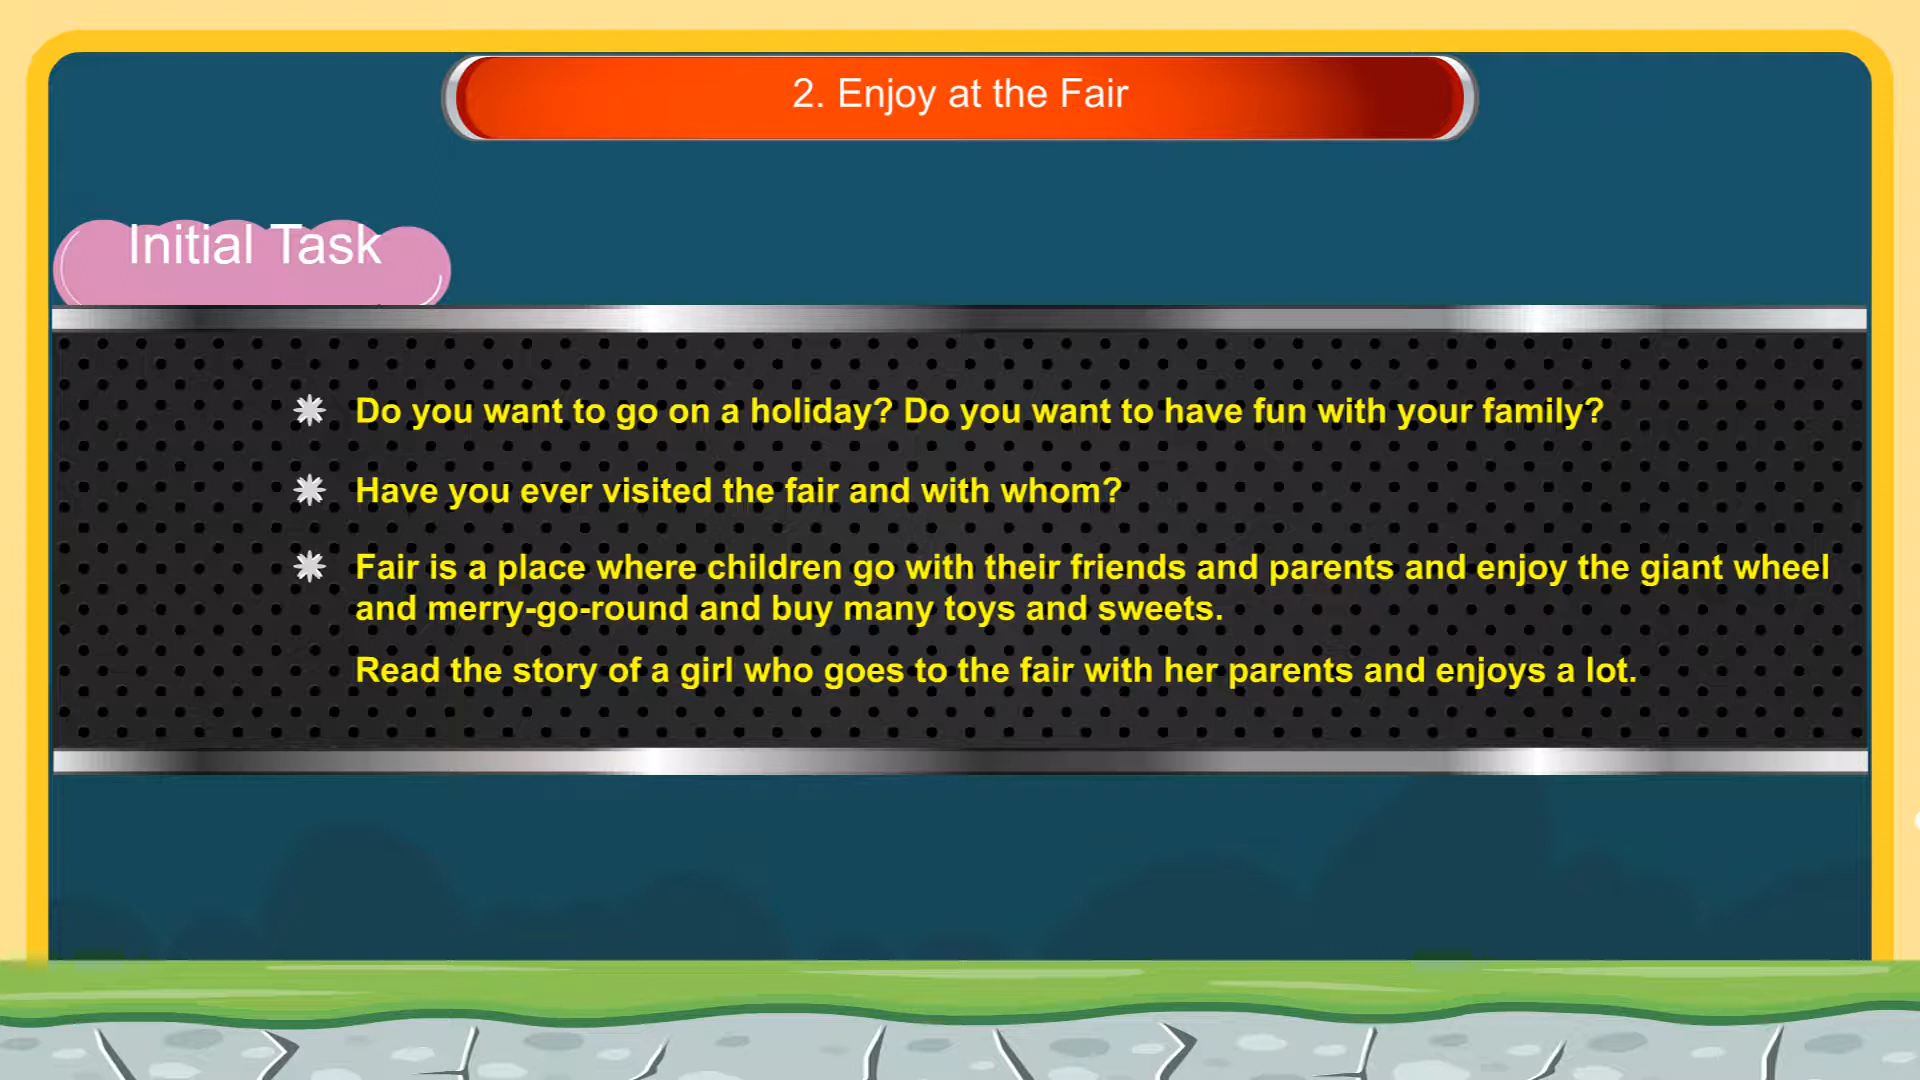 2. Enjoy at the Fair
Initial Task
Do you want to go on a holiday? Do you want to have fun with your family?
Have you ever visited the fair and with whom?
Fair is a place where children go with their friends and parents and enjoy the giant wheel
and merry-go-round and buy many toys and sweets.
Read the story of a girl who goes to the fair with her parents and enjoys a lot.